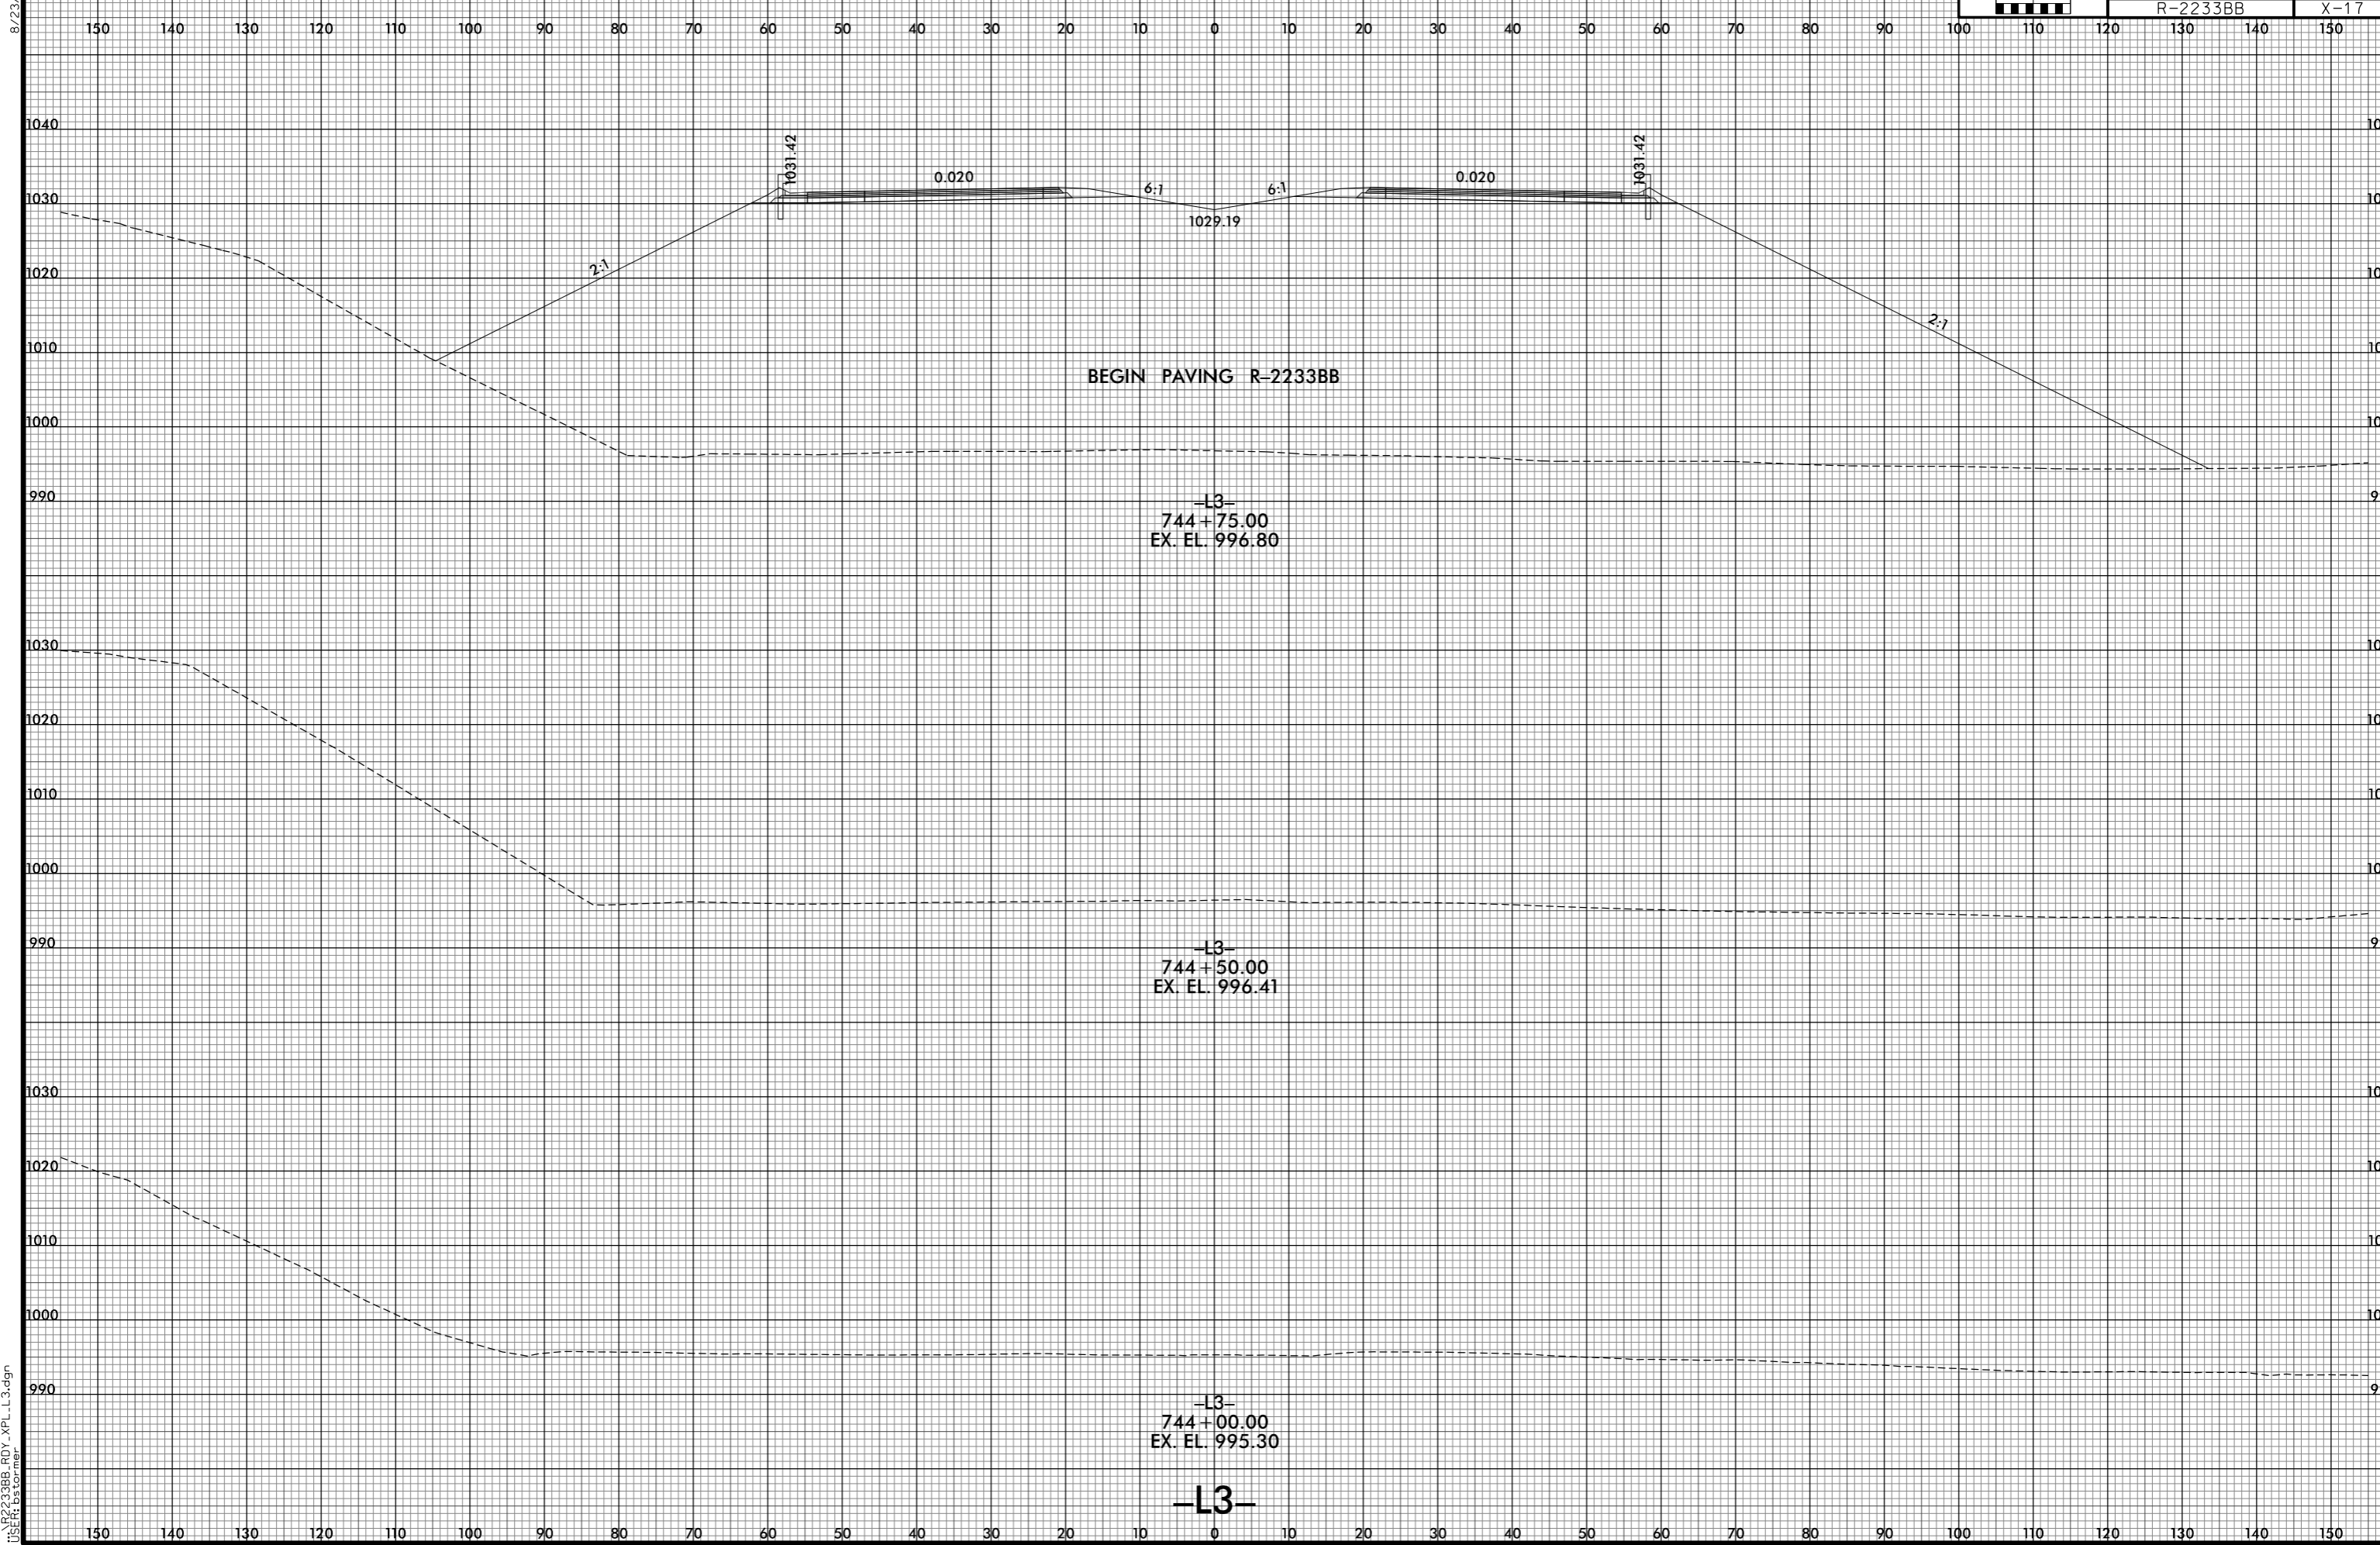 8/23/
R-2233BB X-17
150 140 130 120 110 100 90 80 70 60 50 40 30 20 10 0 10 20 30 40 50 60 70 80 90 100 110 120 130 140 150
1040
1031.42 1031.42
0.020 0.020
6:1 6:1
1030
1029.19
2:1
1020
2:1
1010
BEGIN PAVING R–2233BB
1000
990
–L3–
744+75.00
EX. EL. 996.80
1030
1020
1010
1000
990
–L3–
744+50.00
EX. EL. 996.41
1030
1020
1010
1000
990
–L3–
744+00.00
EX. EL. 995.30
–L3–
150 140 130 120 110 100 90 80 70 60 50 40 30 20 10 0 10 20 30 40 50 60 70 80 90 100 110 120 130 140 150
...\R2233BB_RDY_XPL_L3.dgn
USER: bstormer